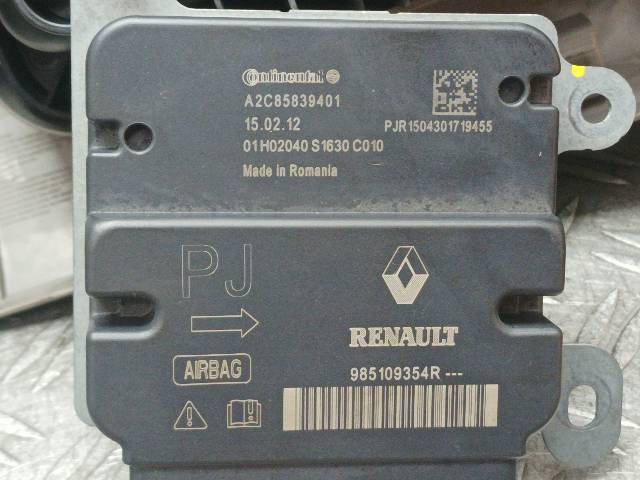 Continental
A2C85839401
15.02.12
PJR1504301719455
01H02040 S1630 C010
Made in Romania
PJ
RENAULT
AIRBAG
985109354R ---